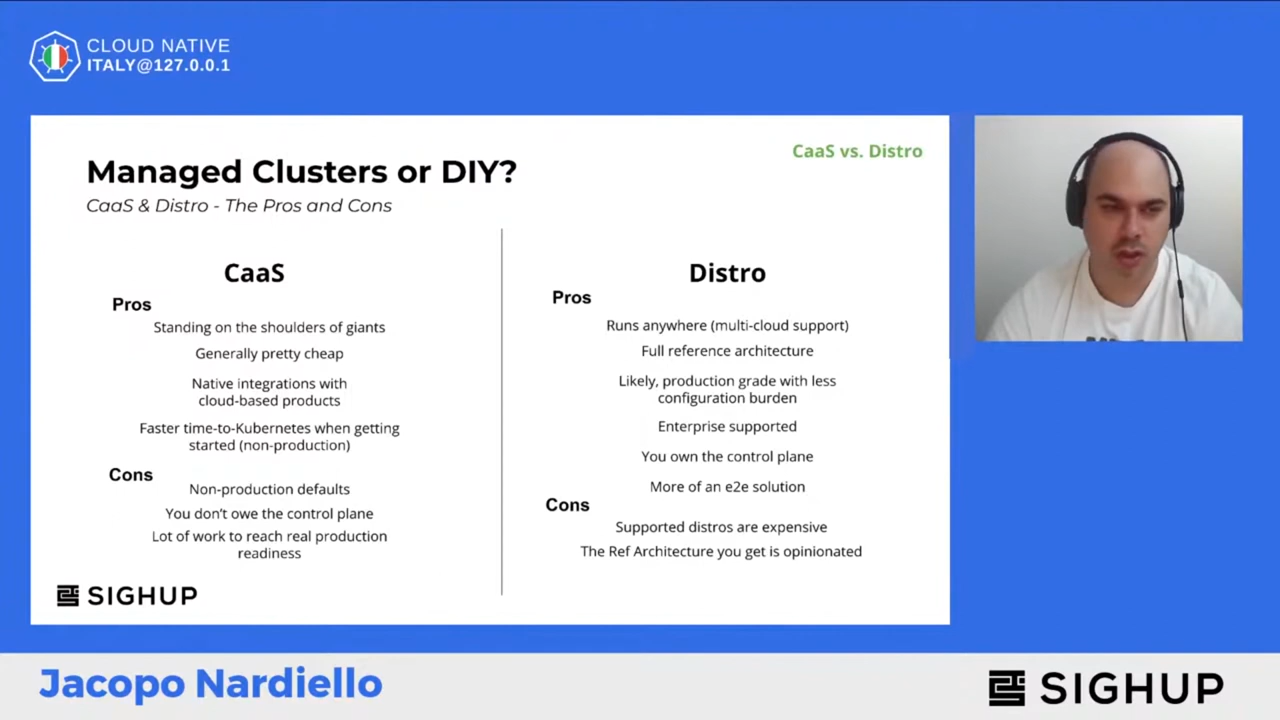 CLOUD NATIVE
ITALY@127.0.0.1
CaaS vs. Distro
Managed Clusters or DIY?
CaaS & Distro - The Pros and Cons
CaaS
Pros
Standing on the shoulders of giants
Generally pretty cheap
Native integrations with
cloud-based products
Faster time-to-Kubernetes when getting
started (non-production)
Cons
Non-production defaults
You don't owe the control plane
Lot of work to reach real production
readiness
Distro
Pros
Runs anywhere (multi-cloud support)
Full reference architecture
Likely, production grade with less
configuration burden
Enterprise supported
You own the control plane
More of an e2e solution
Cons
Supported distros are expensive
The Ref Architecture you get is opinionated
SIGHUP
Jacopo Nardiello
SIGHUP